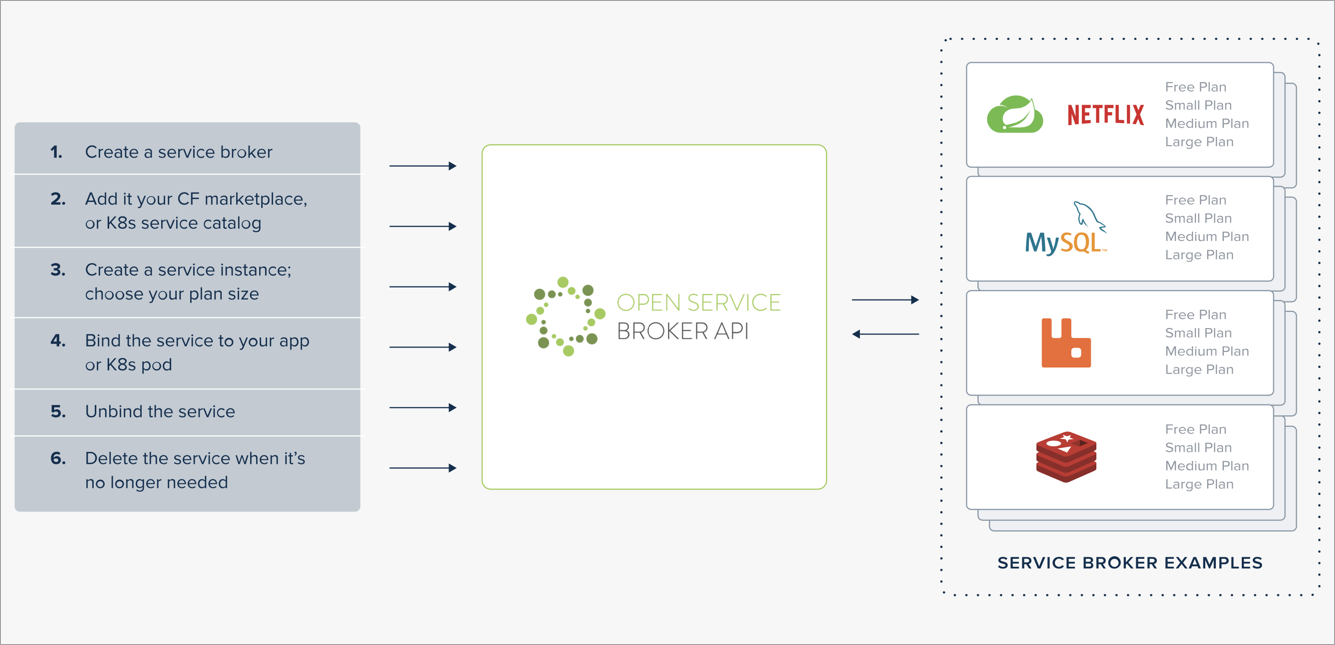 1. Create a service broker
2. Add it your CF marketplace,
or K8s service catalog
3. Create a service instance;
choose your plan size
4. Bind the service to your app
or K8s pod
5. Unbind the service
6. Delete the service when it’s
no longer needed
OPEN SERVICE
BROKER API
NETFLIX
Free Plan
Small Plan
Medium Plan
Large Plan
MySQL™
Free Plan
Small Plan
Medium Plan
Large Plan
Free Plan
Small Plan
Medium Plan
Large Plan
Free Plan
Small Plan
Medium Plan
Large Plan
SERVICE BROKER EXAMPLES